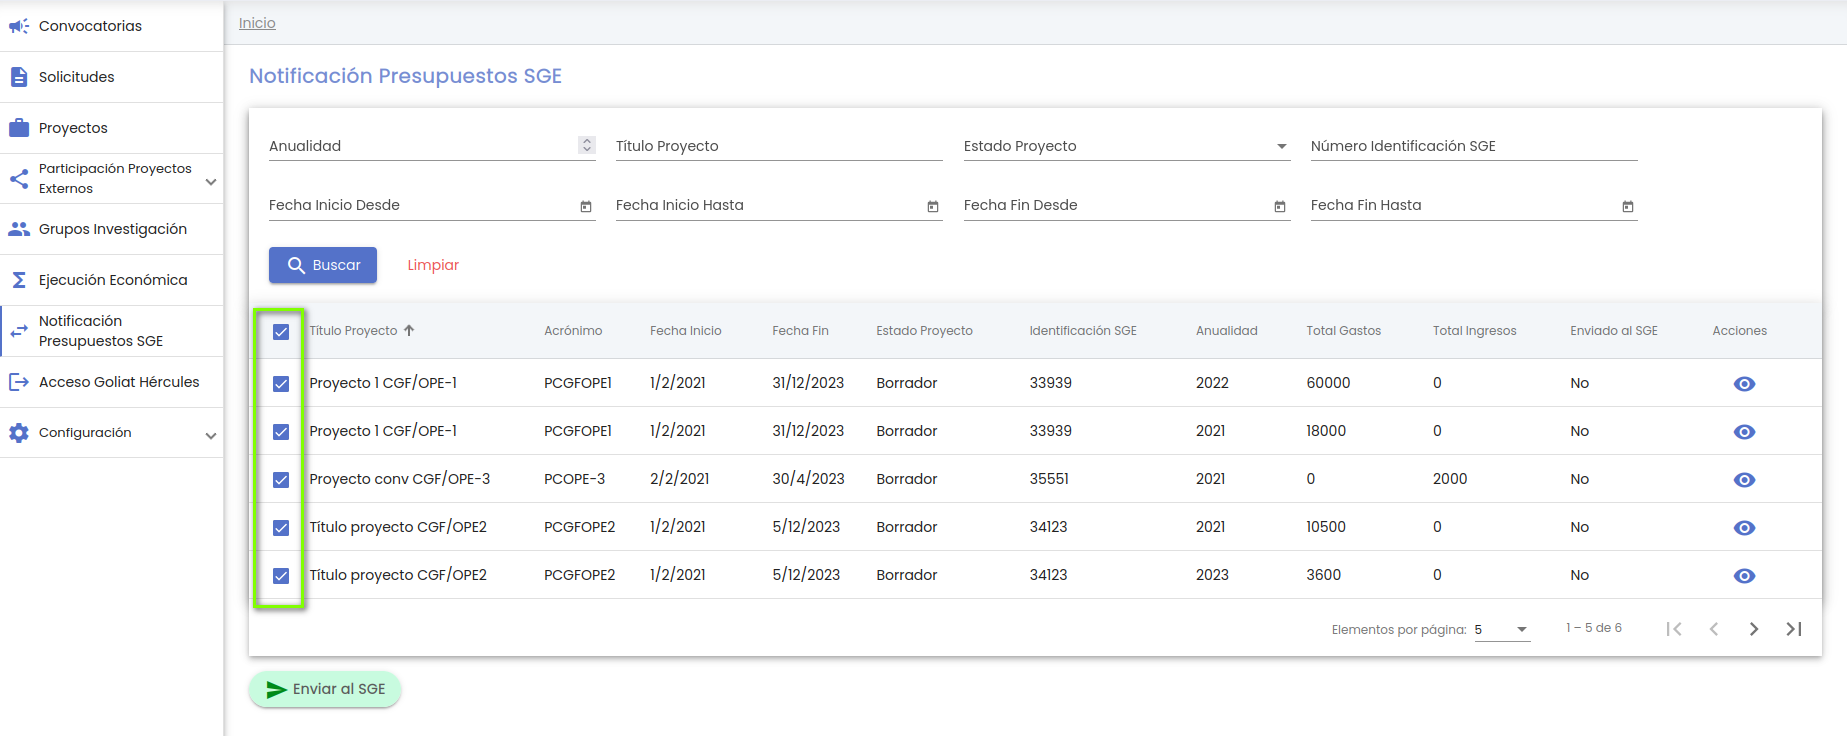 Convocatorias
Solicitudes
Proyectos
Participación Proyectos
Externos
Grupos Investigación
Ejecución Económica
Notificación
Presupuestos SGE
Acceso Goliat Hércules
Configuración
Inicio
Notificación Presupuestos SGE
Anualidad Título Proyecto Estado Proyecto Número Identificación SGE
Fecha Inicio Desde Fecha Inicio Hasta Fecha Fin Desde Fecha Fin Hasta
Buscar Limpiar
Título Proyecto Acrónimo Fecha Inicio Fecha Fin Estado Proyecto Identificación SGE Anualidad Total Gastos Total Ingresos Enviado al SGE Acciones
Proyecto 1 CGF/OPE-1 PCGFOPE1 1/2/2021 31/12/2023 Borrador 33939 2022 60000 0 No
Proyecto 1 CGF/OPE-1 PCGFOPE1 1/2/2021 31/12/2023 Borrador 33939 2021 18000 0 No
Proyecto conv CGF/OPE-3 PCOPE-3 2/2/2021 30/4/2023 Borrador 35551 2021 0 2000 No
Título proyecto CGF/OPE2 PCGFOPE2 1/2/2021 5/12/2023 Borrador 34123 2021 10500 0 No
Título proyecto CGF/OPE2 PCGFOPE2 1/2/2021 5/12/2023 Borrador 34123 2023 3600 0 No
Elementos por página: 5 1 – 5 de 6
Enviar al SGE